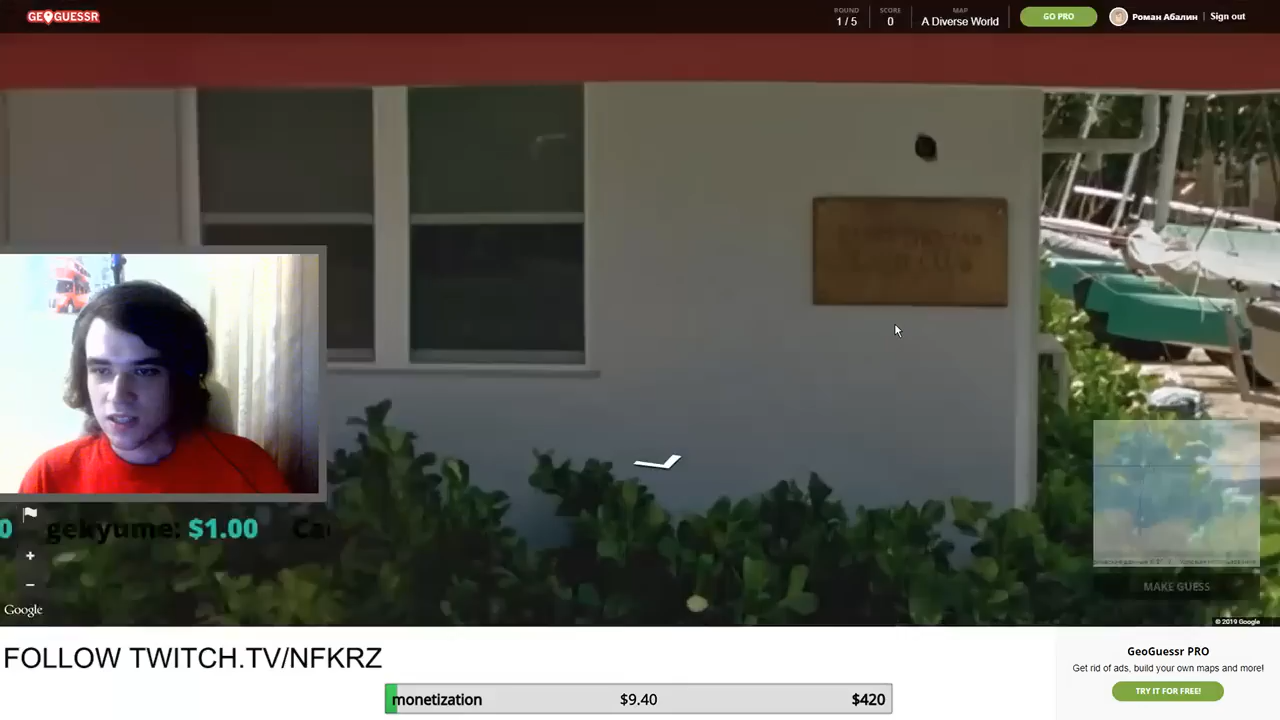 GEOGUESSR
ROUND
1 / 5
SCORE
0
MAP
A Diverse World
GO PRO
Роман Абалин
Sign out
0 gekyume: $1.00
+
−
Google
MAKE GUESS
© 2019 Google
FOLLOW TWITCH.TV/NFKRZ
monetization $9.40 $420
GeoGuessr PRO
Get rid of ads, build your own maps and more!
TRY IT FOR FREE!